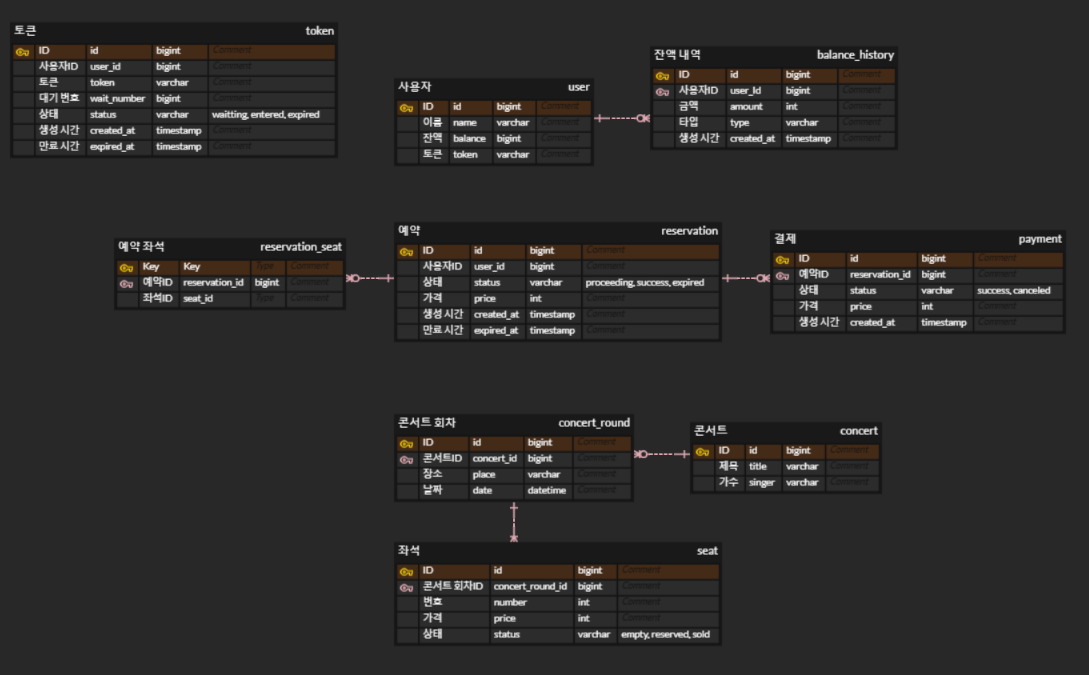 토큰 token
ID id bigint Comment
사용자ID user_id bigint Comment
토큰 token varchar Comment
대기 번호 wait_number bigint Comment
상태 status varchar waitting, entered, expired
생성 시간 created_at timestamp Comment
만료 시간 expired_at timestamp Comment
사용자 user
ID id bigint Comment
이름 name varchar Comment
잔액 balance bigint Comment
토큰 token varchar Comment
잔액 내역 balance_history
ID id bigint Comment
사용자ID user_Id bigint Comment
금액 amount int Comment
타입 type varchar Comment
생성 시간 created_at timestamp Comment
예약 좌석 reservation_seat
Key Key Type Comment
예약ID reservation_id bigint Comment
좌석ID seat_id Type Comment
예약 reservation
ID id bigint Comment
사용자ID user_id bigint Comment
상태 status varchar proceeding, success, expired
가격 price int Comment
생성 시간 created_at timestamp Comment
만료 시간 expired_at timestamp Comment
결제 payment
ID id bigint Comment
예약ID reservation_id bigint Comment
상태 status varchar success, canceled
가격 price int Comment
생성 시간 created_at timestamp Comment
콘서트 회차 concert_round
ID id bigint Comment
콘서트ID concert_id bigint Comment
장소 place varchar Comment
날짜 date datetime Comment
콘서트 concert
ID id bigint Comment
제목 title varchar Comment
가수 singer varchar Comment
좌석 seat
ID id bigint Comment
콘서트 회차ID concert_round_id bigint Comment
번호 number int Comment
가격 price int Comment
상태 status varchar empty, reserved, sold